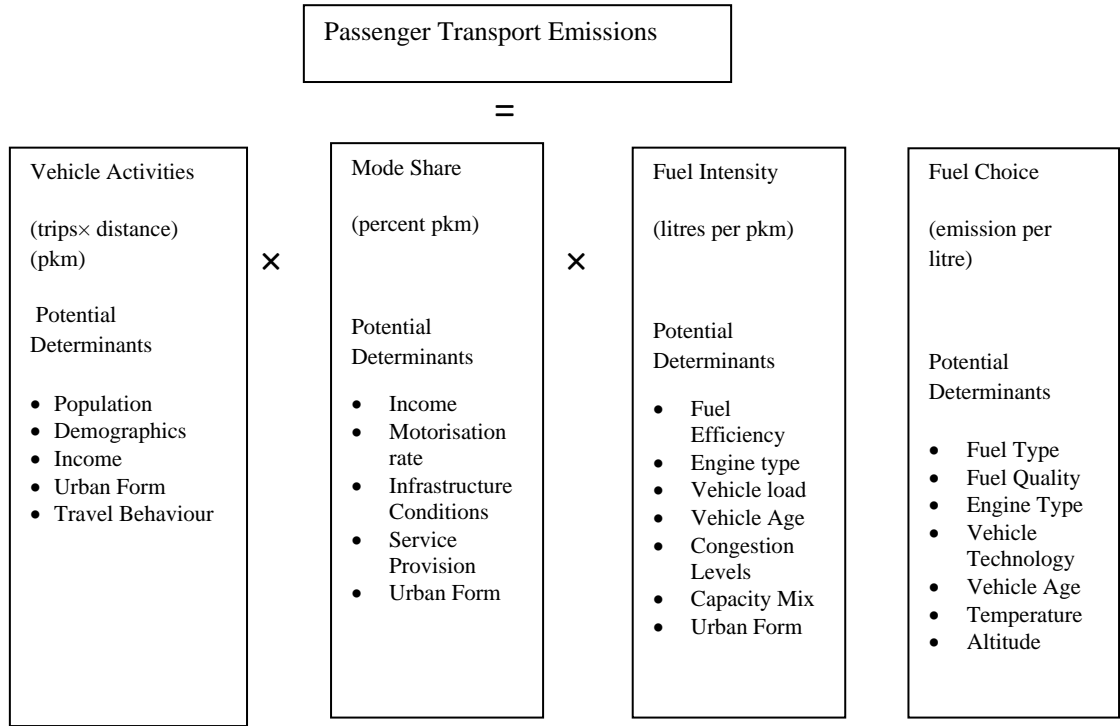 Passenger Transport Emissions
=
Vehicle Activities
(trips× distance)
(pkm)
Potential
Determinants
• Population
• Demographics
• Income
• Urban Form
• Travel Behaviour
×
Mode Share
(percent pkm)
Potential
Determinants
• Income
• Motorisation
rate
• Infrastructure
Conditions
• Service
Provision
• Urban Form
×
Fuel Intensity
(litres per pkm)
Potential
Determinants
• Fuel
Efficiency
• Engine type
• Vehicle load
• Vehicle Age
• Congestion
Levels
• Capacity Mix
• Urban Form
Fuel Choice
(emission per
litre)
Potential
Determinants
• Fuel Type
• Fuel Quality
• Engine Type
• Vehicle
Technology
• Vehicle Age
• Temperature
• Altitude